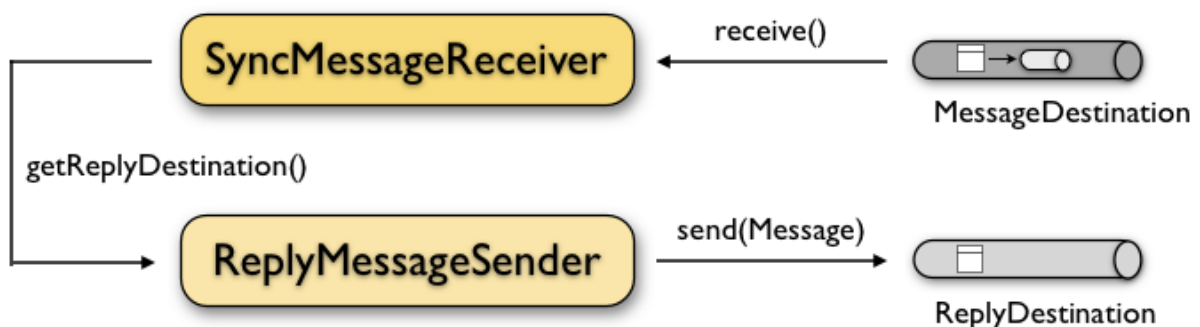 receive()
SyncMessageReceiver
MessageDestination
getReplyDestination()
send(Message)
ReplyMessageSender
ReplyDestination